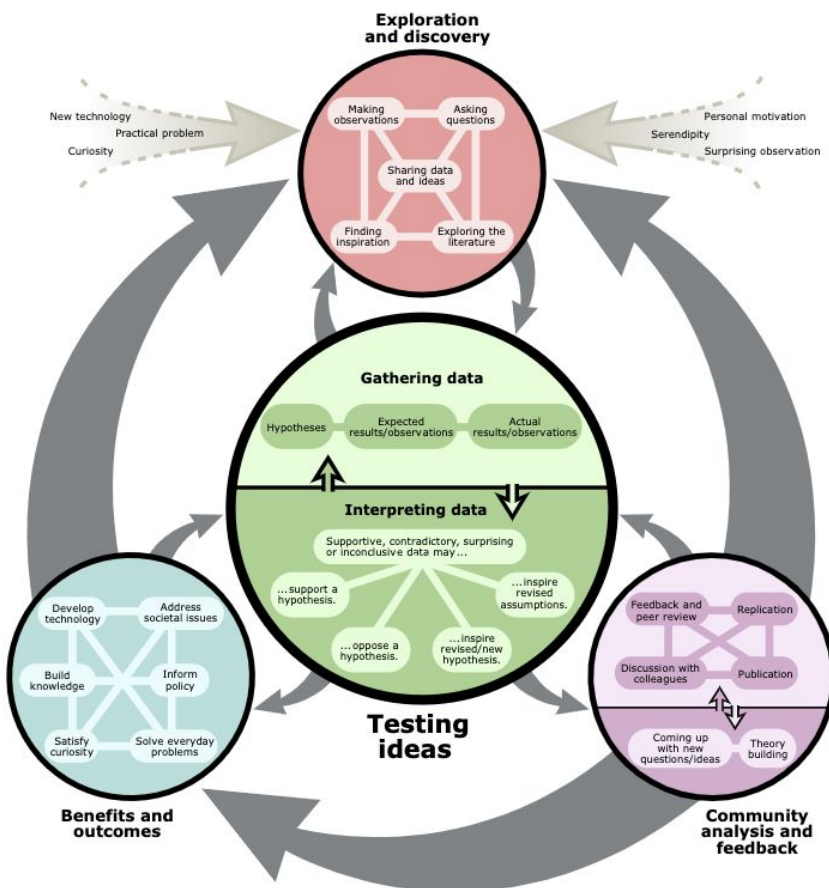 Exploration
and discovery
New technology
Practical problem
Curiosity
Personal motivation
Serendipity
Surprising observation
Making
observations
Asking
questions
Sharing data
and ideas
Finding
inspiration
Exploring the
literature
Gathering data
Hypotheses
Expected
results/observations
Actual
results/observations
Interpreting data
Supportive, contradictory, surprising
or inconclusive data may...
...support a
hypothesis.
...oppose a
hypothesis.
...inspire
revised/new
hypothesis.
...inspire
revised
assumptions.
Testing
ideas
Develop
technology
Address
societal issues
Build
knowledge
Inform
policy
Satisfy
curiosity
Solve everyday
problems
Benefits and
outcomes
Feedback and
peer review
Replication
Discussion with
colleagues
Publication
Coming up
with new
questions/ideas
Theory
building
Community
analysis and
feedback